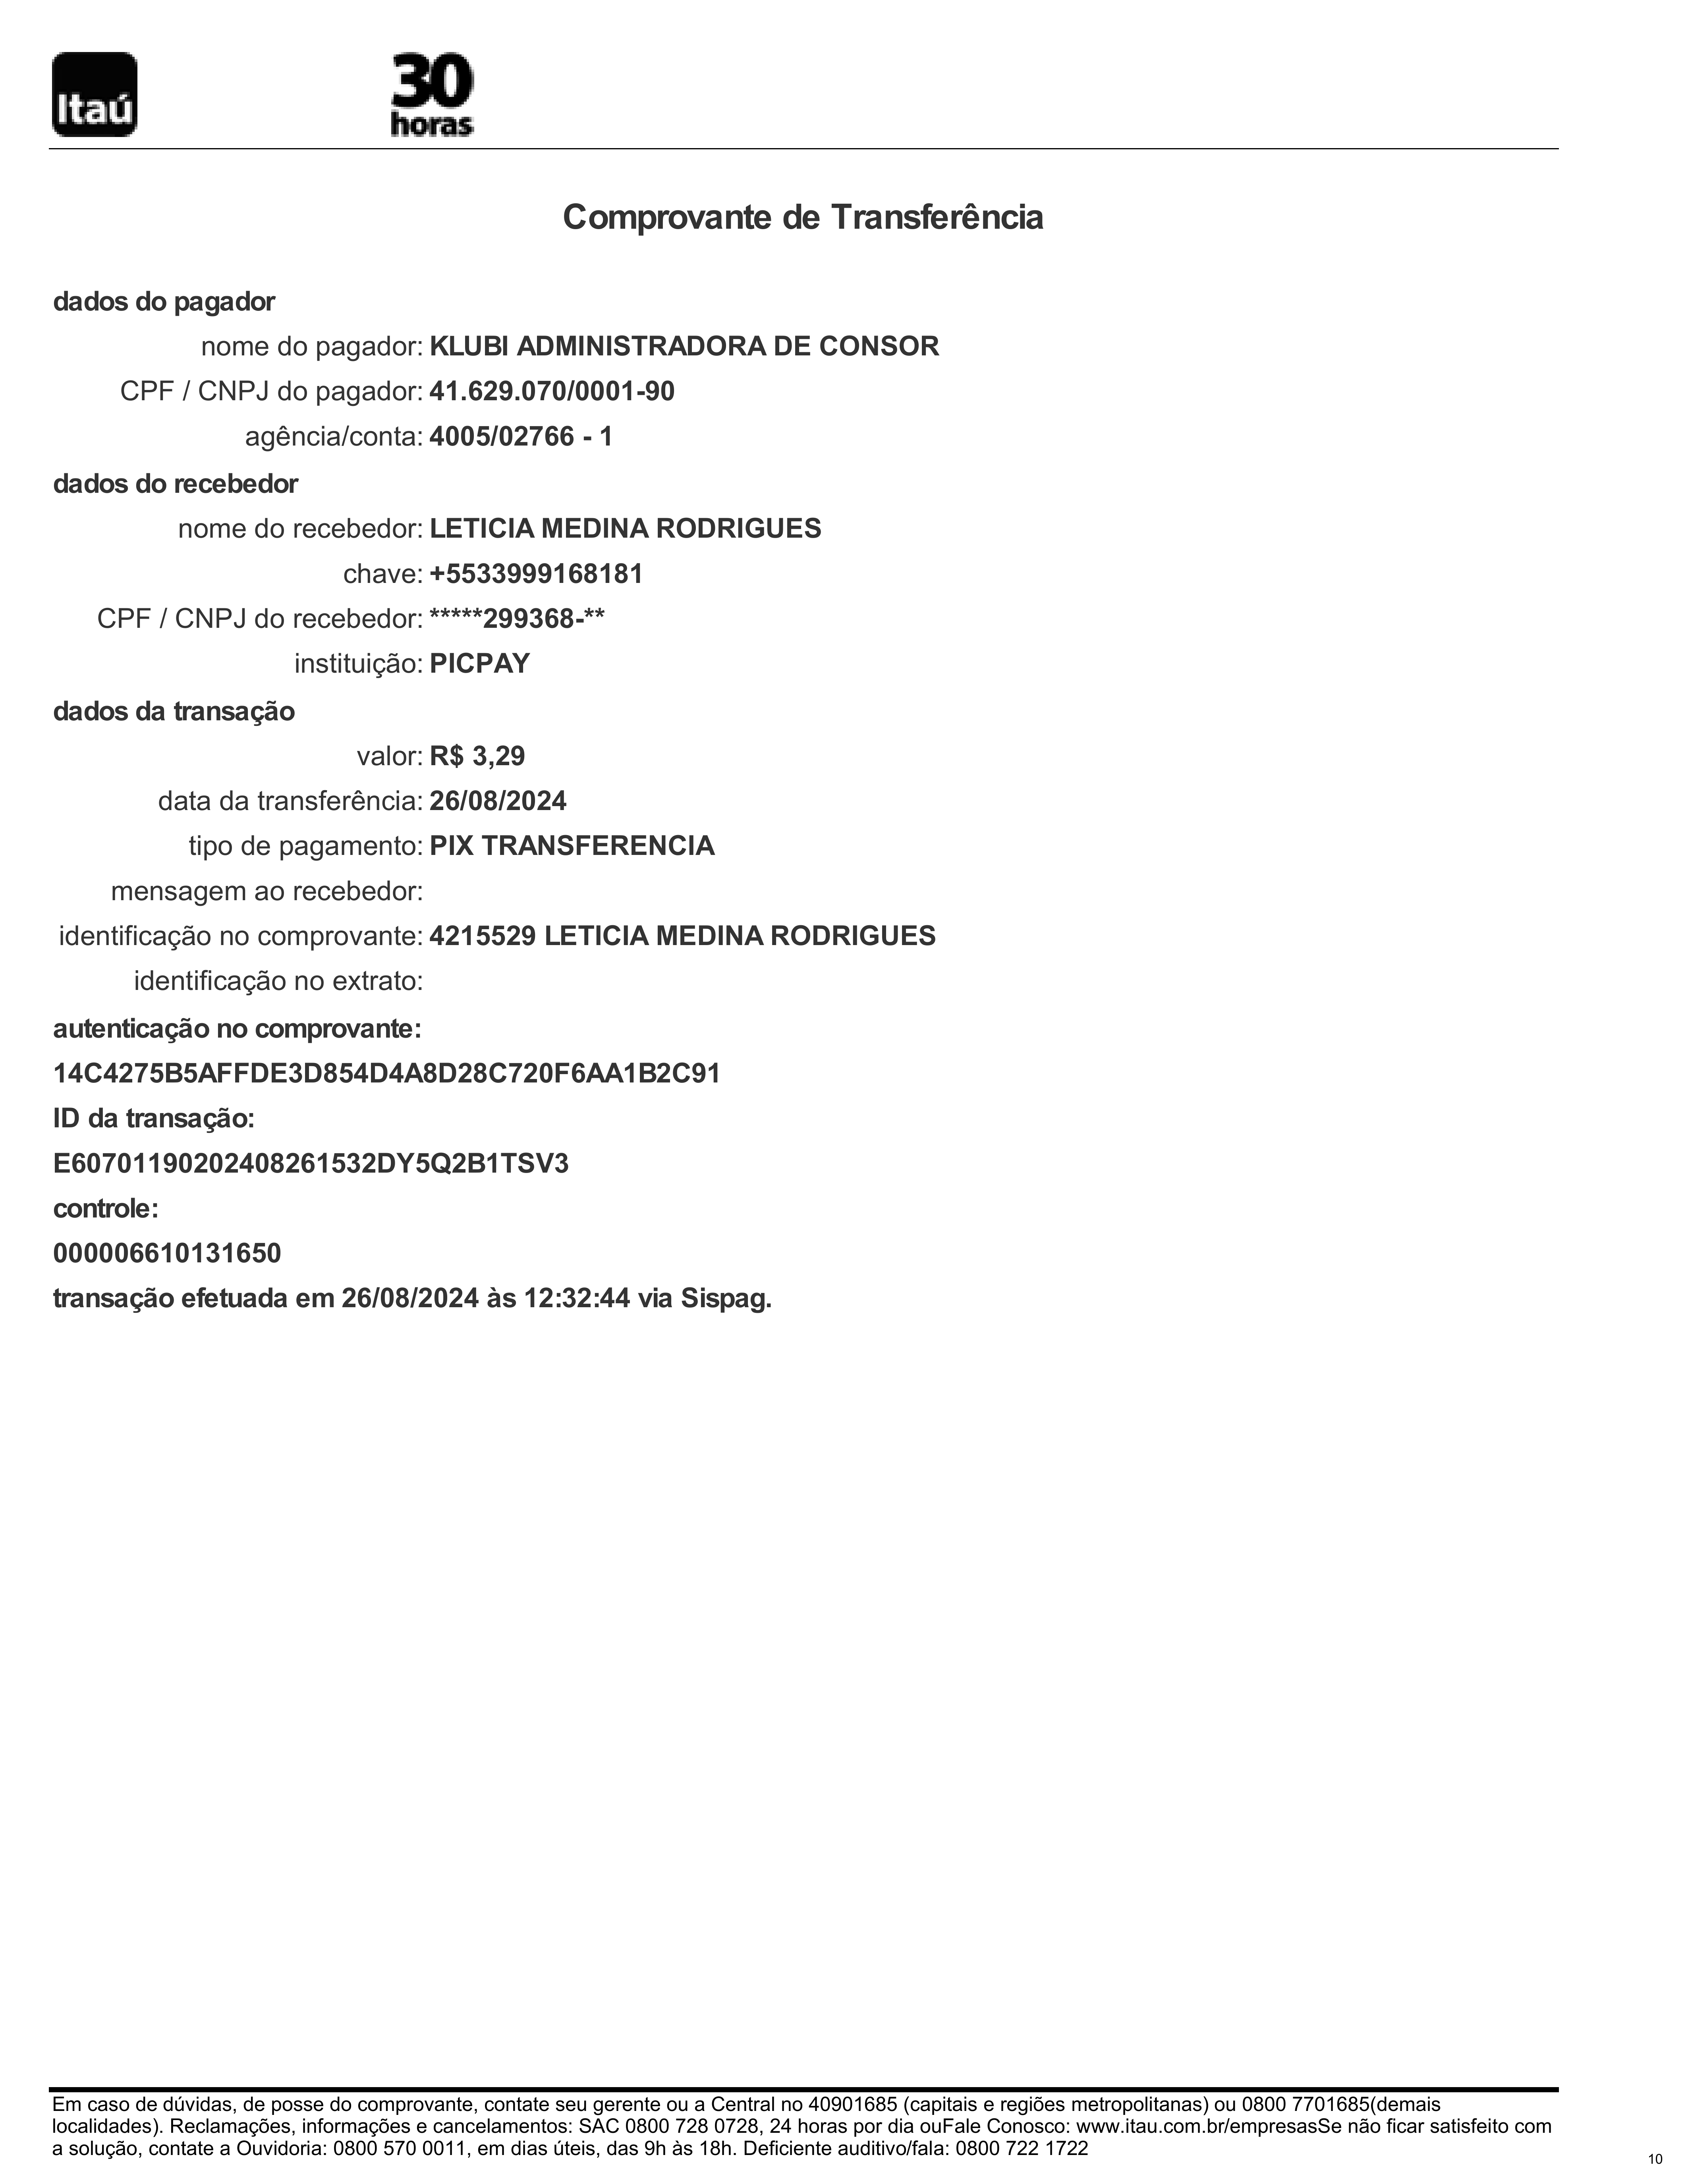 Itaú
30
horas
Comprovante de Transferência
dados do pagador
nome do pagador: KLUBI ADMINISTRADORA DE CONSOR
CPF / CNPJ do pagador: 41.629.070/0001-90
agência/conta: 4005/02766 - 1
dados do recebedor
nome do recebedor: LETICIA MEDINA RODRIGUES
chave: +5533999168181
CPF / CNPJ do recebedor: *****299368-**
instituição: PICPAY
dados da transação
valor: R$ 3,29
data da transferência: 26/08/2024
tipo de pagamento: PIX TRANSFERENCIA
mensagem ao recebedor:
identificação no comprovante: 4215529 LETICIA MEDINA RODRIGUES
identificação no extrato:
autenticação no comprovante:
14C4275B5AFFDE3D854D4A8D28C720F6AA1B2C91
ID da transação:
E60701190202408261532DY5Q2B1TSV3
controle:
000006610131650
transação efetuada em 26/08/2024 às 12:32:44 via Sispag.
Em caso de dúvidas, de posse do comprovante, contate seu gerente ou a Central no 40901685 (capitais e regiões metropolitanas) ou 0800 7701685(demais
localidades). Reclamações, informações e cancelamentos: SAC 0800 728 0728, 24 horas por dia ouFale Conosco: www.itau.com.br/empresasSe não ficar satisfeito com
a solução, contate a Ouvidoria: 0800 570 0011, em dias úteis, das 9h às 18h. Deficiente auditivo/fala: 0800 722 1722
10